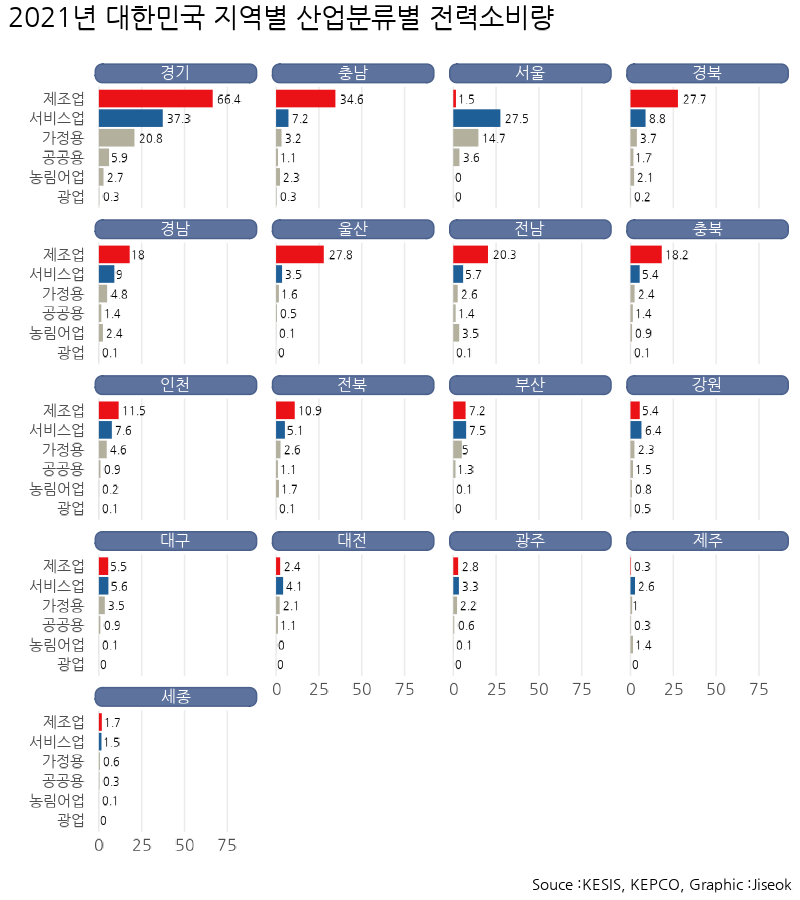 2021년 대한민국 지역별 산업분류별 전력소비량
경기 충남 서울 경북
제조업 66.4 34.6 1.5 27.7
서비스업 37.3 7.2 27.5 8.8
가정용 20.8 3.2 14.7 3.7
공공용 5.9 1.1 3.6 1.7
농림어업 2.7 2.3 0 2.1
광업 0.3 0.3 0 0.2
경남 울산 전남 충북
제조업 18 27.8 20.3 18.2
서비스업 9 3.5 5.7 5.4
가정용 4.8 1.6 2.6 2.4
공공용 1.4 0.5 1.4 1.4
농림어업 2.4 0.1 3.5 0.9
광업 0.1 0 0.1 0.1
인천 전북 부산 강원
제조업 11.5 10.9 7.2 5.4
서비스업 7.6 5.1 7.5 6.4
가정용 4.6 2.6 5 2.3
공공용 0.9 1.1 1.3 1.5
농림어업 0.2 1.7 0.1 0.8
광업 0.1 0.1 0 0.5
대구 대전 광주 제주
제조업 5.5 2.4 2.8 0.3
서비스업 5.6 4.1 3.3 2.6
가정용 3.5 2.1 2.2 1
공공용 0.9 1.1 0.6 0.3
농림어업 0.1 0 0.1 1.4
광업 0 0 0 0
0 25 50 75 0 25 50 75 0 25 50 75
세종
제조업 1.7
서비스업 1.5
가정용 0.6
공공용 0.3
농림어업 0.1
광업 0
0 25 50 75
Souce :KESIS, KEPCO, Graphic :Jiseok